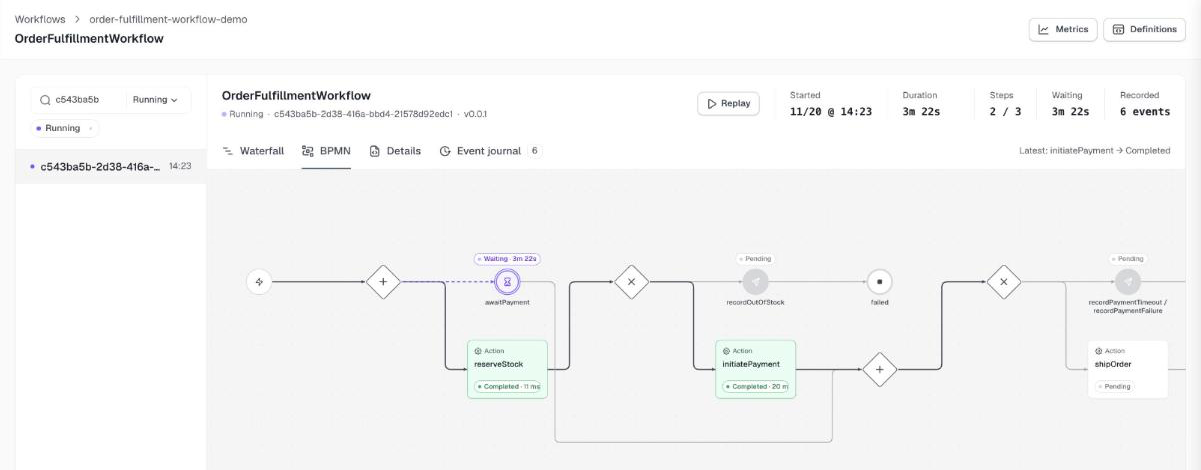 Workflows > order-fulfillment-workflow-demo
OrderFulfillmentWorkflow
Metrics
Definitions
c543ba5b
Running
Running
c543ba5b-2d38-416a-... 14:23
OrderFulfillmentWorkflow
Running · c543ba5b-2d38-416a-bbd4-21578d92edc1 · v0.0.1
Replay
Started
11/20 @ 14:23
Duration
3m 22s
Steps
2 / 3
Waiting
3m 22s
Recorded
6 events
Waterfall
BPMN
Details
Event journal 6
Latest: initiatePayment → Completed
Waiting · 3m 22s
awaitPayment
Action
reserveStock
Completed · 11 ms
Pending
recordOutOfStock
failed
Action
initiatePayment
Completed · 20 m
Pending
recordPaymentTimeout /
recordPaymentFailure
Action
shipOrder
Pending